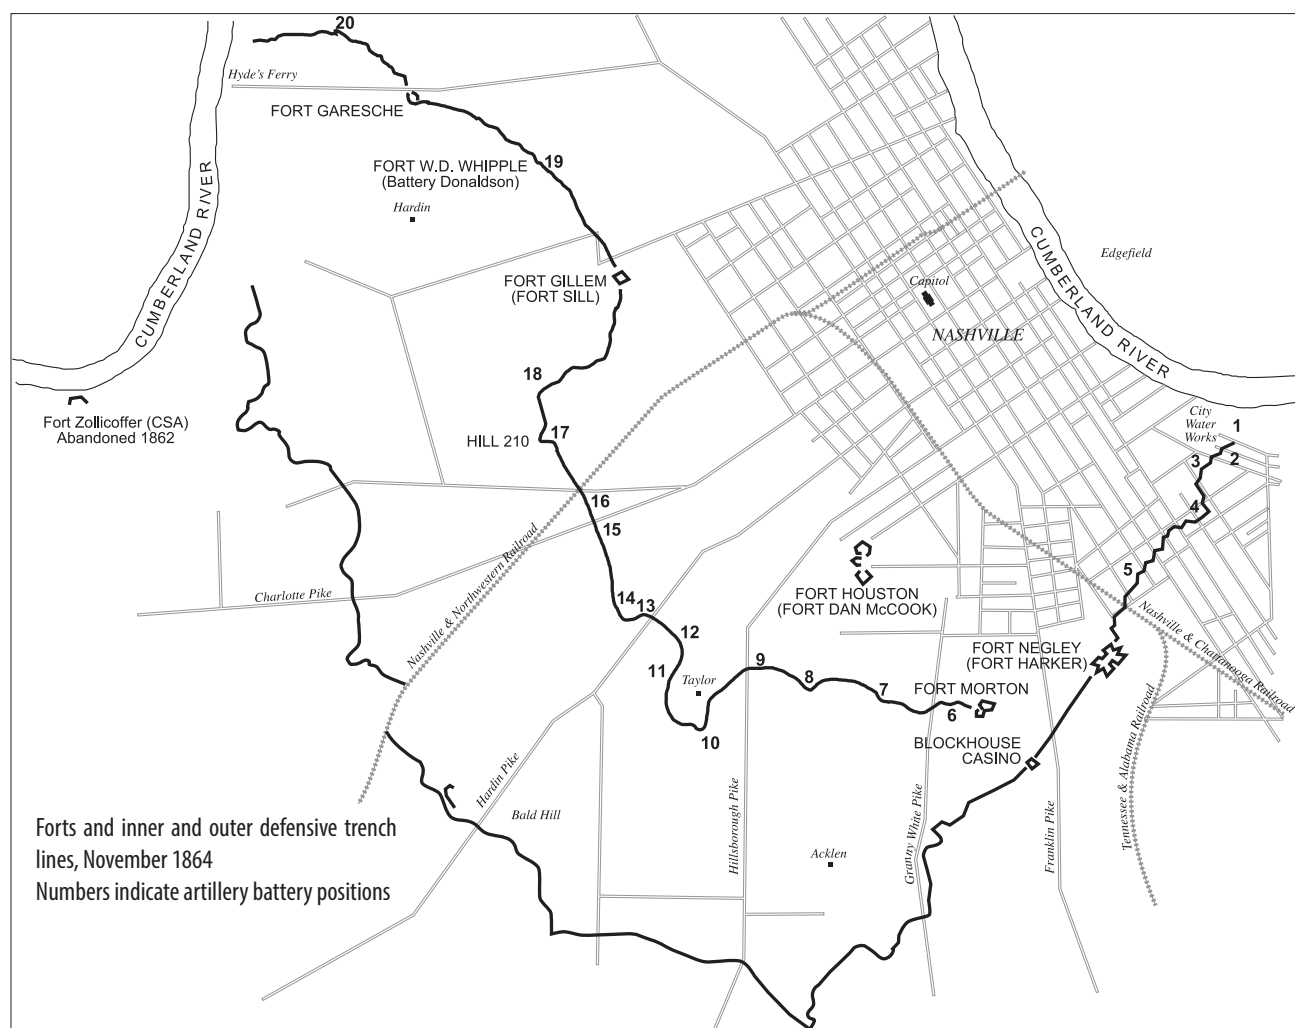 20
Hyde's Ferry
FORT GARESCHE
19
FORT W.D. WHIPPLE
(Battery Donaldson)
Hardin
CUMBERLAND RIVER
CUMBERLAND RIVER
Edgefield
FORT GILLEM
(FORT SILL)
Capitol
NASHVILLE
18
Fort Zollicoffer (CSA)
Abandoned 1862
17
HILL 210
City
Water
Works
1
2
3
4
16
15
5
Nashville & Northwestern Railroad
Charlotte Pike
14
13
12
FORT HOUSTON
(FORT DAN McCOOK)
Nashville & Chattanooga Railroad
FORT NEGLEY
(FORT HARKER)
11
Taylor
9
8
7
FORT MORTON
6
10
BLOCKHOUSE
CASINO
Tennessee & Alabama Railroad
Hardin Pike
Bald Hill
Hillsborough Pike
Acklen
Granny White Pike
Franklin Pike
Forts and inner and outer defensive trench
lines, November 1864
Numbers indicate artillery battery positions